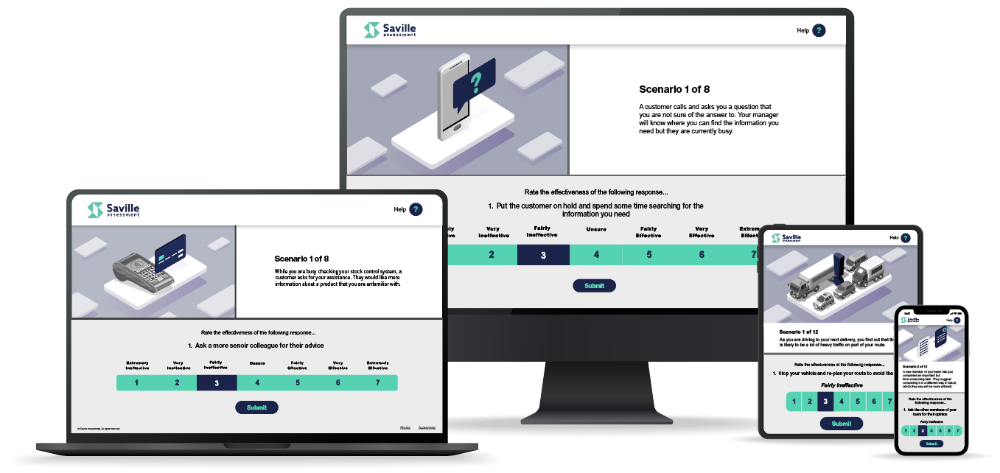 Saville
assessment
Help ?
?
Scenario 1 of 8
A customer calls and asks you a question that
you are not sure of the answer to. Your manager
will know where you can find the information you
need but they are currently busy.
Rate the effectiveness of the following response...
1. Put the customer on hold and spend some time searching for the
information you need
Very Ineffective
Fairly Ineffective
Unsure
Fairly Effective
Very Effective
2 3 4 5 6 7
Submit
Saville
assessment
Help ?
Scenario 1 of 8
While you are busy checking your stock control system, a
customer asks for your assistance. They would like more
information about a product that you are unfamiliar with.
Rate the effectiveness of the following response...
1. Ask a more senoir colleague for their advice
Extremely Ineffective
Very Ineffective
Fairly Ineffective
Unsure
Fairly Effective
Very Effective
Extremely Effective
1 2 3 4 5 6 7
Submit
Privacy
Saville
assessment
Help ?
Scenario 1 of 12
As you are driving to your next delivery, you find out that
is likely to be a lot of heavy traffic on part of your route.
Rate the effectiveness of the following response...
1. Stop your vehicle and re-plan your route to avoid the
Fairly Ineffective
1 2 3 4 5 6 7
Submit
9:41
Saville
Help ?
Scenario 2 of 12
A new member of your team has just
completed an important but
time-consuming task. They suggest
completing it in a different way in future,
which they say will be more efficient.
Rate the effectiveness of the
following response...
1. Ask the other members of your
team for their opinion
Fairly Ineffective
1 2 3 4 5 6 7
Submit